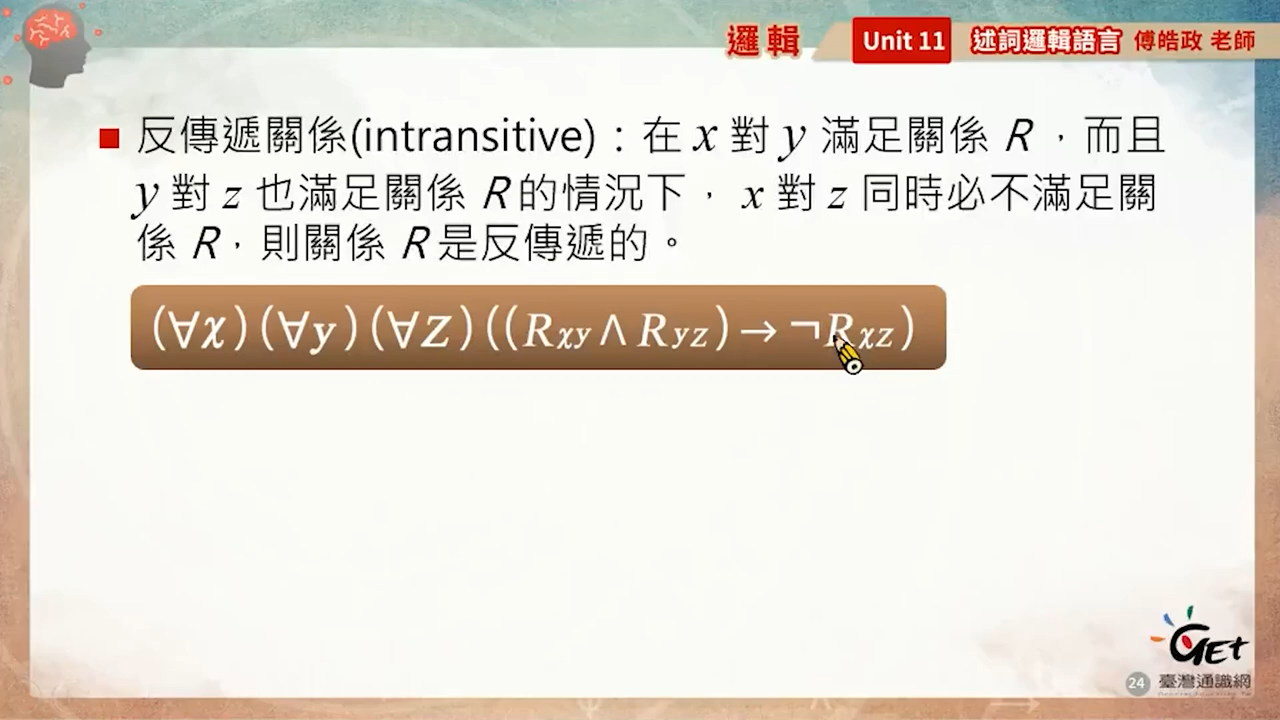 邏輯 Unit 11 述詞邏輯語言 傅皓政 老師
反傳遞關係(intransitive)：在 x 對 y 滿足關係 R，而且
y 對 z 也滿足關係 R的情況下， x 對 z 同時必不滿足關
係 R，則關係 R是反傳遞的。
(∀x)(∀y)(∀z)((Rxy∧Ryz)→¬Rxz)
GET
24 臺灣通識網